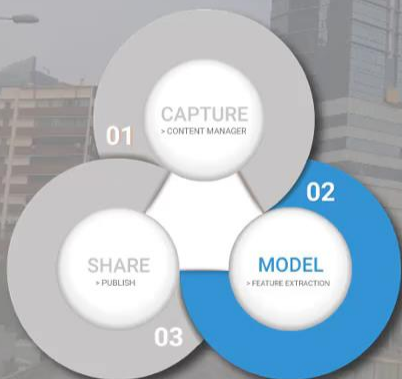 01
CAPTURE
> CONTENT MANAGER
02
MODEL
> FEATURE EXTRACTION
SHARE
> PUBLISH
03